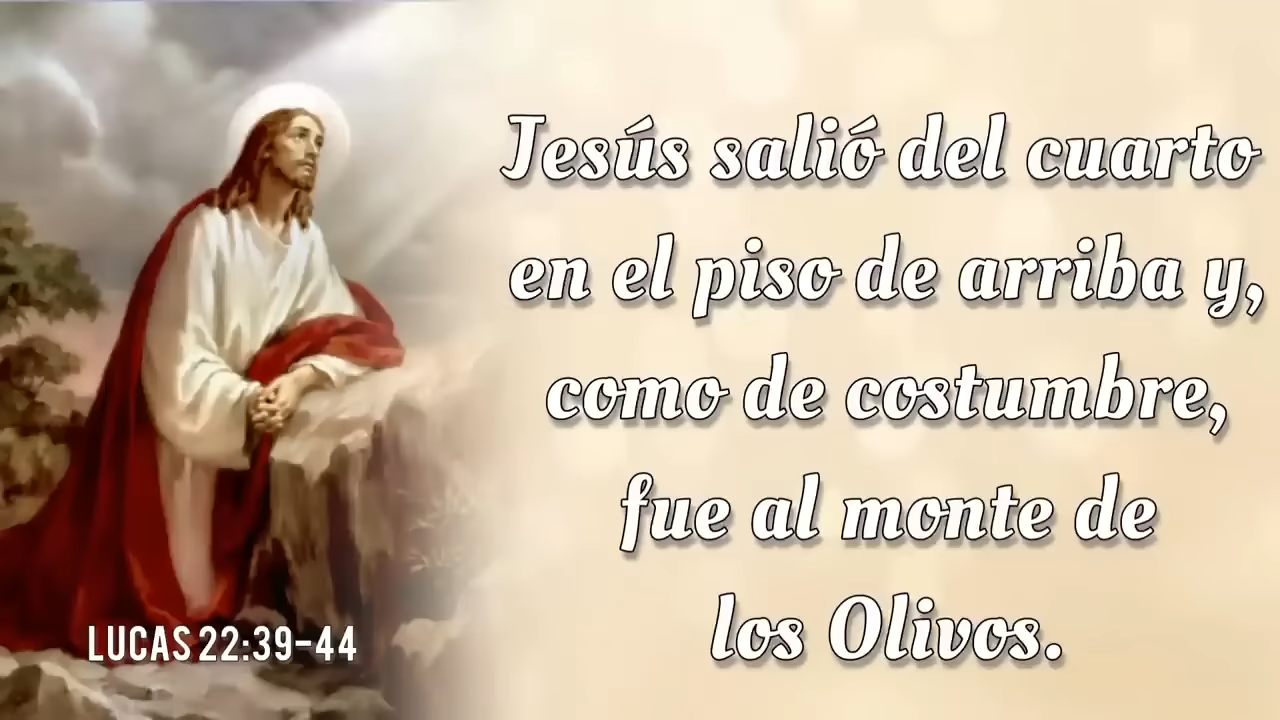 Jesús salió del cuarto
en el piso de arriba y,
como de costumbre,
fue al monte de
los Olivos.
LUCAS 22:39-44